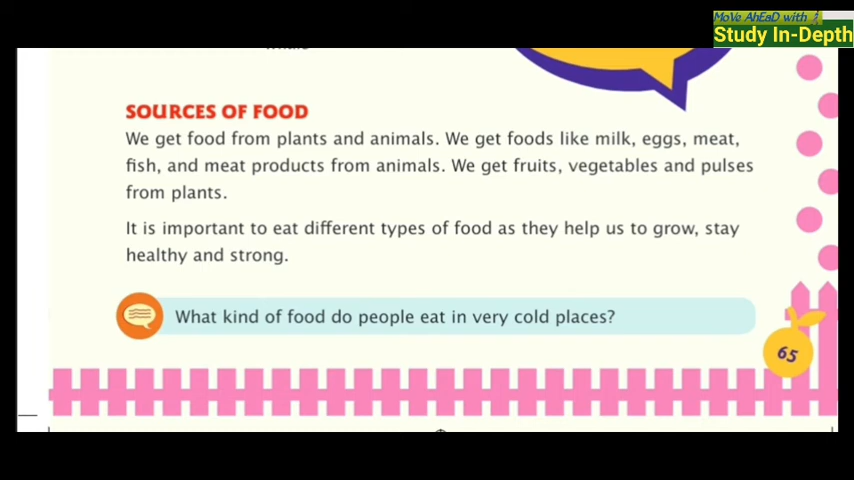 MoVe AhEaD with
Study In-Depth
SOURCES OF FOOD
We get food from plants and animals. We get foods like milk, eggs, meat,
fish, and meat products from animals. We get fruits, vegetables and pulses
from plants.
It is important to eat different types of food as they help us to grow, stay
healthy and strong.
What kind of food do people eat in very cold places?
65